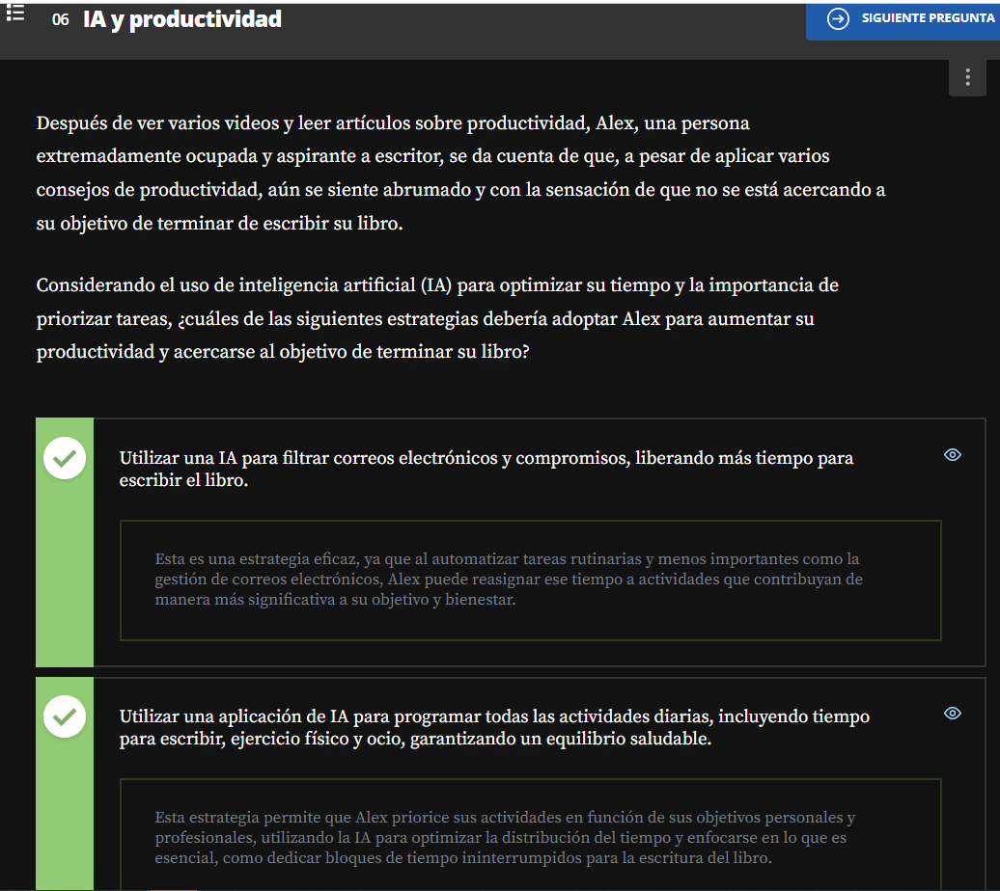 06 IA y productividad
SIGUIENTE PREGUNTA
Después de ver varios videos y leer artículos sobre productividad, Alex, una persona
extremadamente ocupada y aspirante a escritor, se da cuenta de que, a pesar de aplicar varios
consejos de productividad, aún se siente abrumado y con la sensación de que no se está acercando a
su objetivo de terminar de escribir su libro.
Considerando el uso de inteligencia artificial (IA) para optimizar su tiempo y la importancia de
priorizar tareas, ¿cuáles de las siguientes estrategias debería adoptar Alex para aumentar su
productividad y acercarse al objetivo de terminar su libro?
Utilizar una IA para filtrar correos electrónicos y compromisos, liberando más tiempo para
escribir el libro.
Esta es una estrategia eficaz, ya que al automatizar tareas rutinarias y menos importantes como la
gestión de correos electrónicos, Alex puede reasignar ese tiempo a actividades que contribuyan de
manera más significativa a su objetivo y bienestar.
Utilizar una aplicación de IA para programar todas las actividades diarias, incluyendo tiempo
para escribir, ejercicio físico y ocio, garantizando un equilibrio saludable.
Esta estrategia permite que Alex priorice sus actividades en función de sus objetivos personales y
profesionales, utilizando la IA para optimizar la distribución del tiempo y enfocarse en lo que es
esencial, como dedicar bloques de tiempo ininterrumpidos para la escritura del libro.